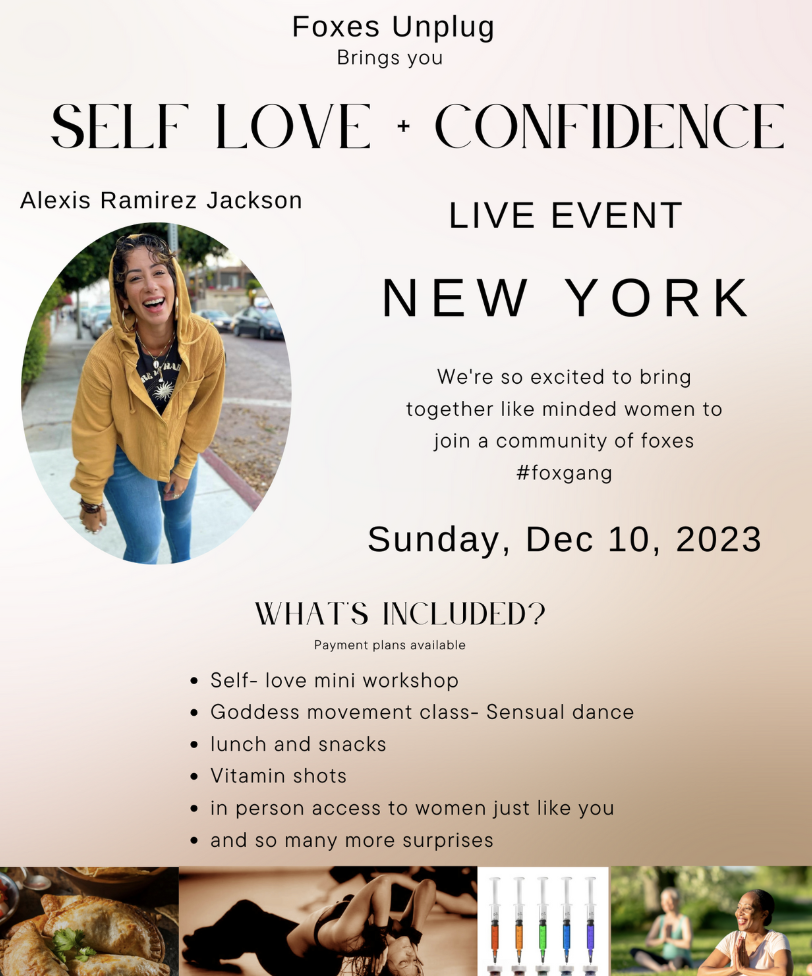 Foxes Unplug
Brings you
SELF LOVE + CONFIDENCE
Alexis Ramirez Jackson
LIVE EVENT
NEW YORK
We're so excited to bring
together like minded women to
join a community of foxes
#foxgang
Sunday, Dec 10, 2023
WHAT'S INCLUDED?
Payment plans available
• Self- love mini workshop
• Goddess movement class- Sensual dance
• lunch and snacks
• Vitamin shots
• in person access to women just like you
• and so many more surprises